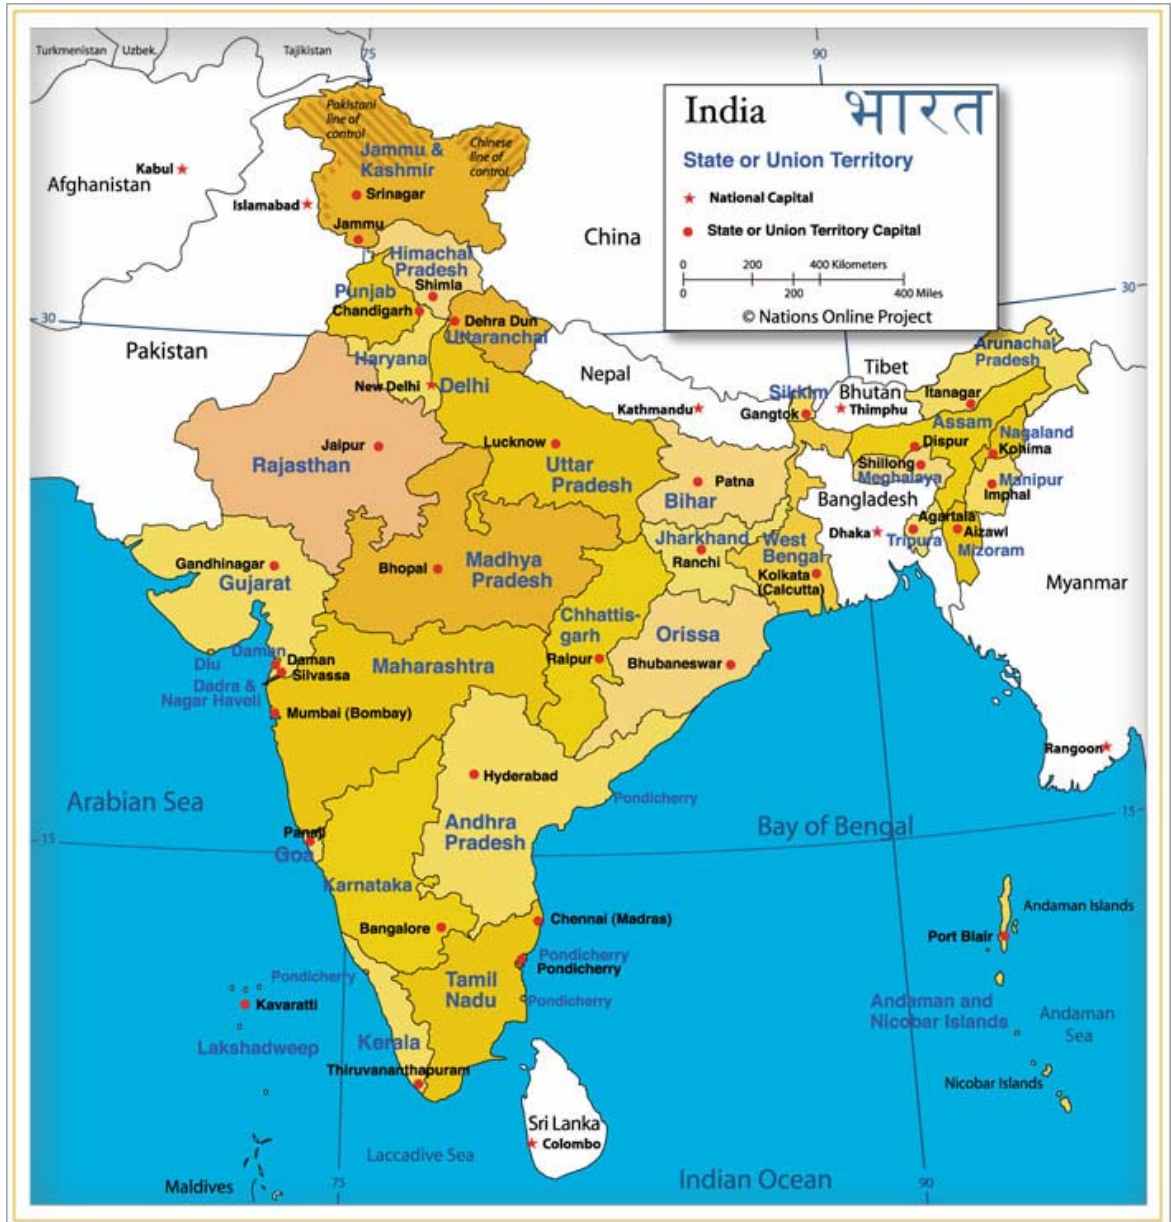 Turkmenistan
Uzbek.
Tajikistan
75
90
Pakistani
line of
control
Chinese
line of
control
Jammu &
Kashmir
Srinagar
Jammu
Kabul
Afghanistan
Islamabad
India भारत
State or Union Territory
National Capital
State or Union Territory Capital
0 200 400 Kilometers
0 200 400 Miles
© Nations Online Project
China
Himachal
Pradesh
Shimla
Punjab
Chandigarh
30
30
Dehra Dun
Uttaranchal
Pakistan
Haryana
New Delhi
Delhi
Nepal
Kathmandu
Tibet
Bhutan
Thimphu
Sikkim
Gangtok
Arunachal
Pradesh
Itanagar
Assam
Dispur
Nagaland
Kohima
Shillong
Meghalaya
Manipur
Imphal
Jaipur
Rajasthan
Lucknow
Uttar
Pradesh
Patna
Bihar
Bangladesh
Dhaka
Agartala
Tripura
Aizawl
Mizoram
Myanmar
Gandhinagar
Gujarat
Bhopal
Madhya
Pradesh
Jharkhand
Ranchi
West
Bengal
Kolkata
(Calcutta)
Chhattis-
garh
Raipur
Orissa
Bhubaneswar
Daman
Diu
Daman
Silvassa
Dadra &
Nagar Haveli
Maharashtra
Mumbai (Bombay)
Rangoon
Hyderabad
Pondicherry
Arabian Sea
Andhra
Pradesh
Bay of Bengal
15
15
Panaji
Goa
Karnataka
Bangalore
Chennai (Madras)
Andaman Islands
Port Blair
Pondicherry
Pondicherry
Pondicherry
Pondicherry
Tamil
Nadu
Kavaratti
Lakshadweep
Kerala
Thiruvananthapuram
Andaman and
Nicobar Islands
Andaman
Sea
Nicobar Islands
Sri Lanka
Colombo
Laccadive Sea
Indian Ocean
Maldives
75
90